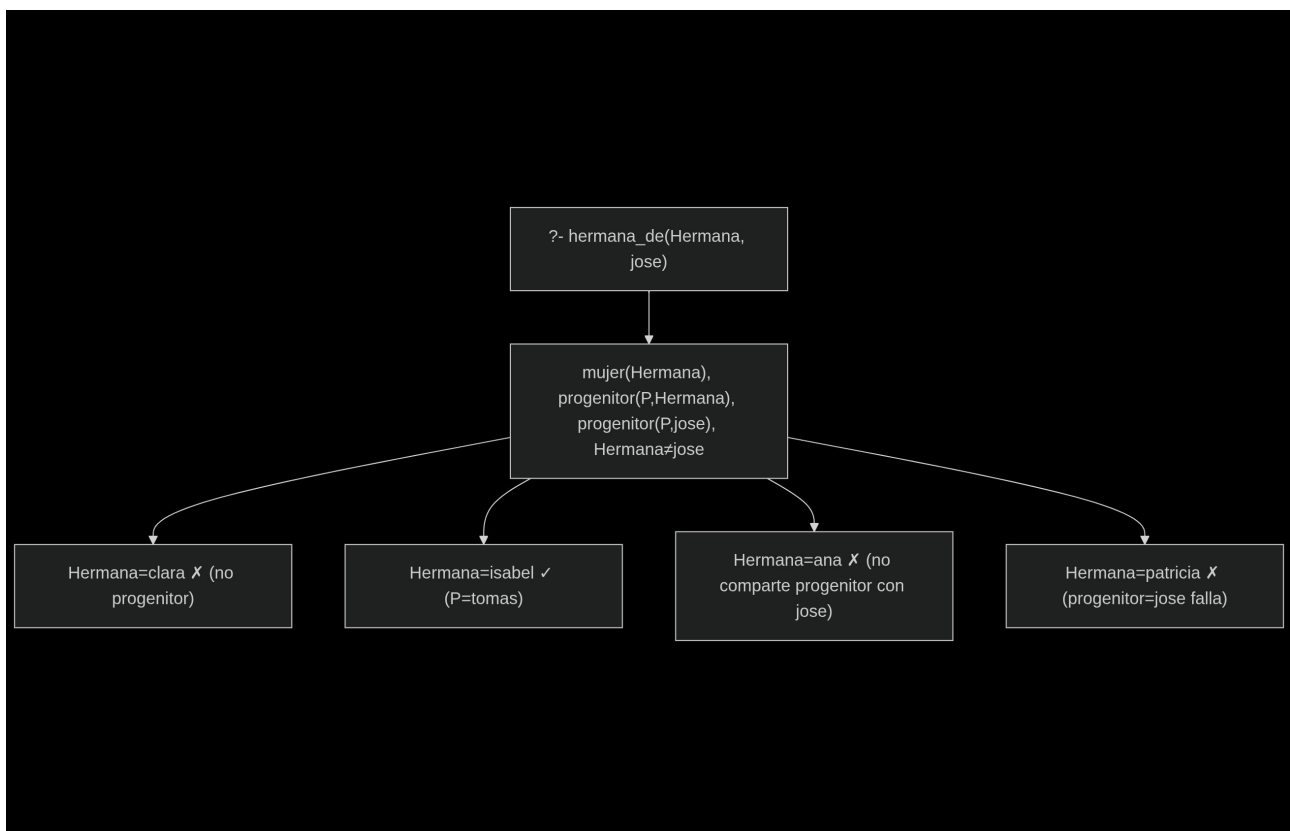 ?- hermana_de(Hermana,
jose)
mujer(Hermana),
progenitor(P,Hermana),
progenitor(P,jose),
Hermana≠jose
Hermana=clara ✗ (no
progenitor)
Hermana=isabel ✓
(P=tomas)
Hermana=ana ✗ (no
comparte progenitor con
jose)
Hermana=patricia ✗
(progenitor=jose falla)